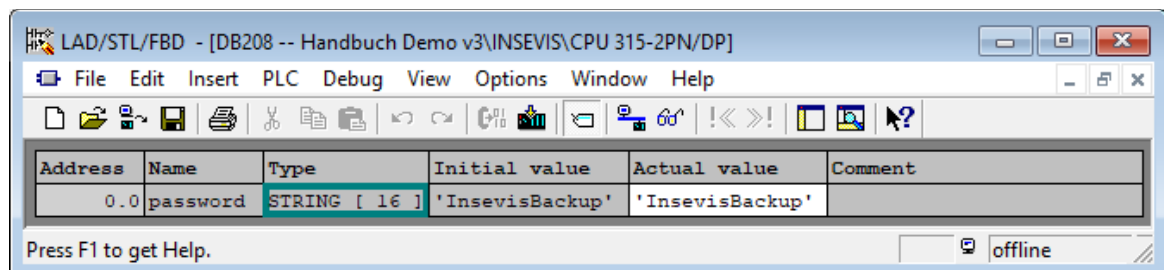 LAD/STL/FBD - [DB208 -- Handbuch Demo v3\INSEVIS\CPU 315-2PN/DP]
File Edit Insert PLC Debug View Options Window Help
Address Name Type Initial value Actual value Comment
0.0 password STRING [ 16 ] 'InsevisBackup' 'InsevisBackup'
Press F1 to get Help. offline